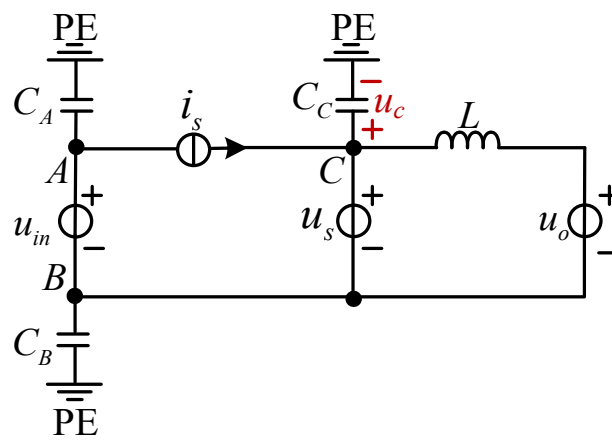 PE PE
C_A i_s C_C − u_c
+
A C L
+ + +
u_in u_s u_o
− − −
B
C_B
PE